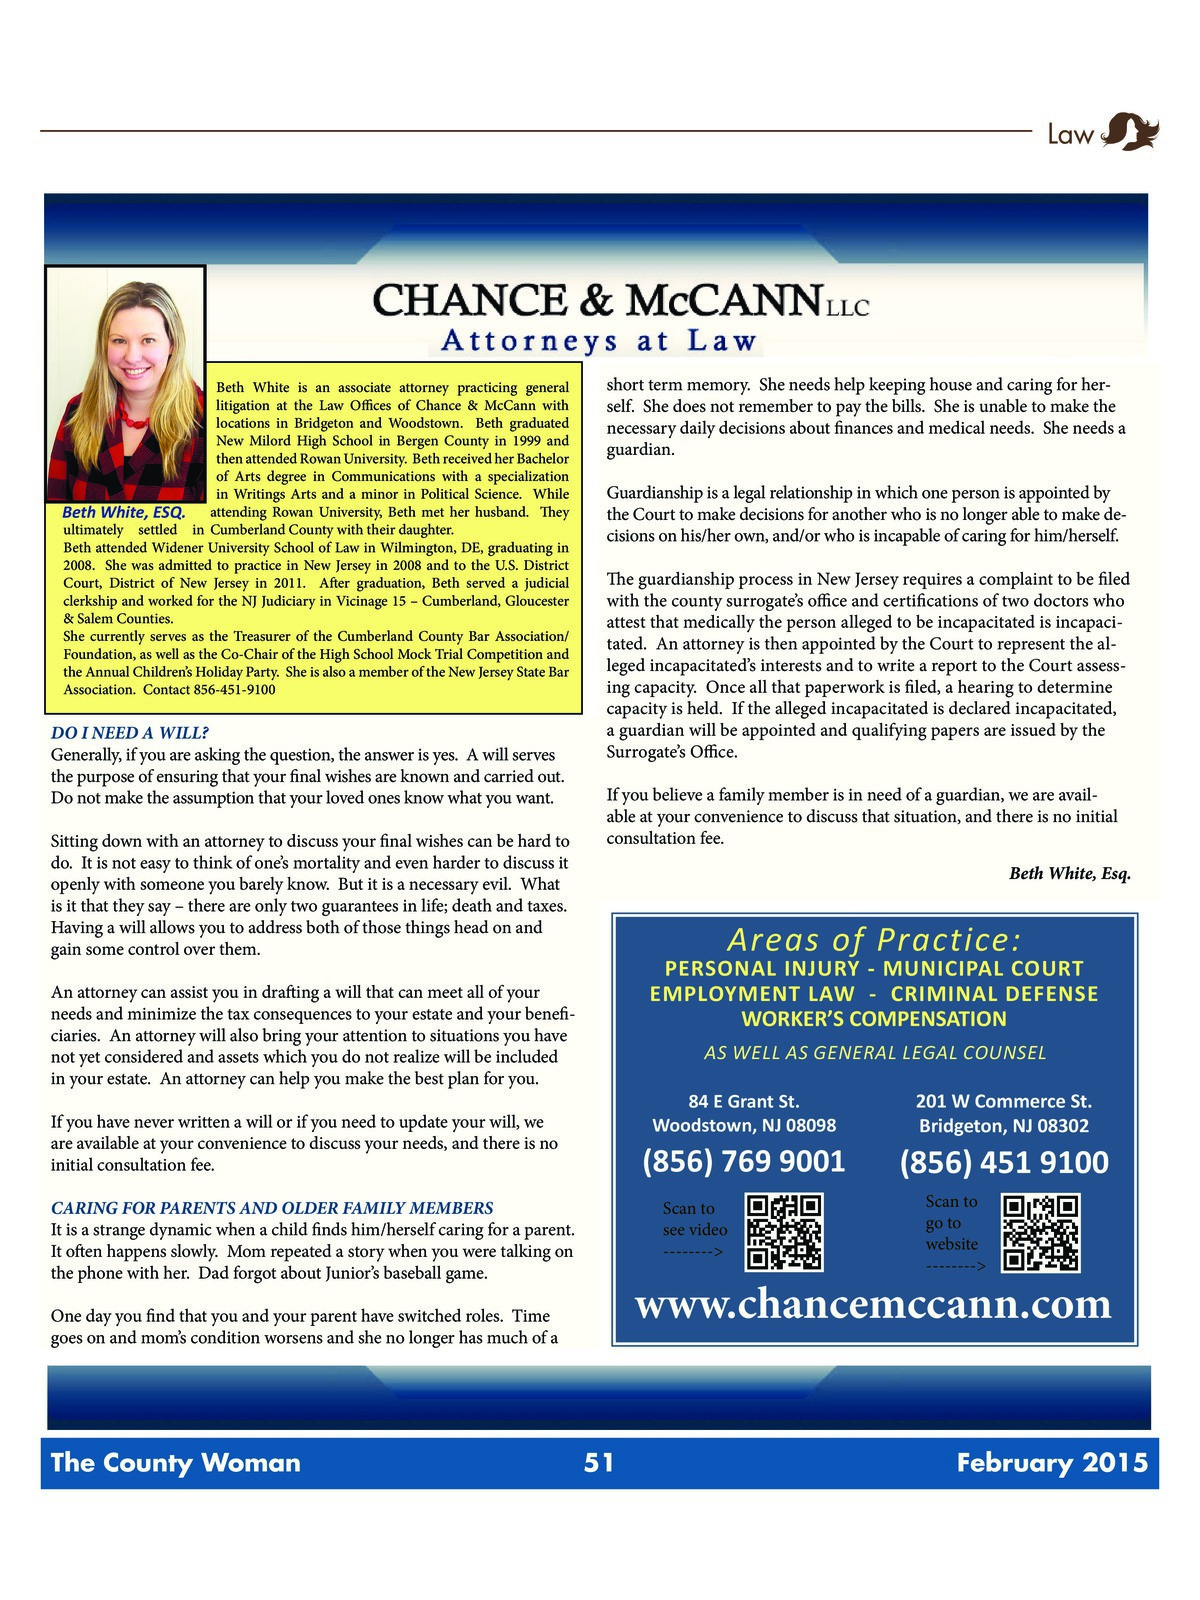 Law
CHANCE & McCANN LLC
Attorneys at Law
Beth White, ESQ.
Beth White is an associate attorney practicing general
litigation at the Law Offices of Chance & McCann with
locations in Bridgeton and Woodstown. Beth graduated
New Milord High School in Bergen County in 1999 and
then attended Rowan University. Beth received her Bachelor
of Arts degree in Communications with a specialization
in Writings Arts and a minor in Political Science. While
attending Rowan University, Beth met her husband. They
ultimately settled in Cumberland County with their daughter.
Beth attended Widener University School of Law in Wilmington, DE, graduating in
2008. She was admitted to practice in New Jersey in 2008 and to the U.S. District
Court, District of New Jersey in 2011. After graduation, Beth served a judicial
clerkship and worked for the NJ Judiciary in Vicinage 15 – Cumberland, Gloucester
& Salem Counties.
She currently serves as the Treasurer of the Cumberland County Bar Association/
Foundation, as well as the Co-Chair of the High School Mock Trial Competition and
the Annual Children's Holiday Party. She is also a member of the New Jersey State Bar
Association. Contact 856-451-9100
DO I NEED A WILL?
Generally, if you are asking the question, the answer is yes. A will serves
the purpose of ensuring that your final wishes are known and carried out.
Do not make the assumption that your loved ones know what you want.
Sitting down with an attorney to discuss your final wishes can be hard to
do. It is not easy to think of one's mortality and even harder to discuss it
openly with someone you barely know. But it is a necessary evil. What
is it that they say – there are only two guarantees in life; death and taxes.
Having a will allows you to address both of those things head on and
gain some control over them.
An attorney can assist you in drafting a will that can meet all of your
needs and minimize the tax consequences to your estate and your benefi-
ciaries. An attorney will also bring your attention to situations you have
not yet considered and assets which you do not realize will be included
in your estate. An attorney can help you make the best plan for you.
If you have never written a will or if you need to update your will, we
are available at your convenience to discuss your needs, and there is no
initial consultation fee.
CARING FOR PARENTS AND OLDER FAMILY MEMBERS
It is a strange dynamic when a child finds him/herself caring for a parent.
It often happens slowly. Mom repeated a story when you were talking on
the phone with her. Dad forgot about Junior's baseball game.
One day you find that you and your parent have switched roles. Time
goes on and mom's condition worsens and she no longer has much of a
short term memory. She needs help keeping house and caring for her-
self. She does not remember to pay the bills. She is unable to make the
necessary daily decisions about finances and medical needs. She needs a
guardian.
Guardianship is a legal relationship in which one person is appointed by
the Court to make decisions for another who is no longer able to make de-
cisions on his/her own, and/or who is incapable of caring for him/herself.
The guardianship process in New Jersey requires a complaint to be filed
with the county surrogate's office and certifications of two doctors who
attest that medically the person alleged to be incapacitated is incapaci-
tated. An attorney is then appointed by the Court to represent the al-
leged incapacitated's interests and to write a report to the Court assess-
ing capacity. Once all that paperwork is filed, a hearing to determine
capacity is held. If the alleged incapacitated is declared incapacitated,
a guardian will be appointed and qualifying papers are issued by the
Surrogate's Office.
If you believe a family member is in need of a guardian, we are avail-
able at your convenience to discuss that situation, and there is no initial
consultation fee.
Beth White, Esq.
Areas of Practice:
PERSONAL INJURY - MUNICIPAL COURT
EMPLOYMENT LAW - CRIMINAL DEFENSE
WORKER'S COMPENSATION
AS WELL AS GENERAL LEGAL COUNSEL
84 E Grant St.
Woodstown, NJ 08098
(856) 769 9001
201 W Commerce St.
Bridgeton, NJ 08302
(856) 451 9100
Scan to
see video
-------->
Scan to
go to
website
-------->
www.chancemccann.com
The County Woman 51 February 2015